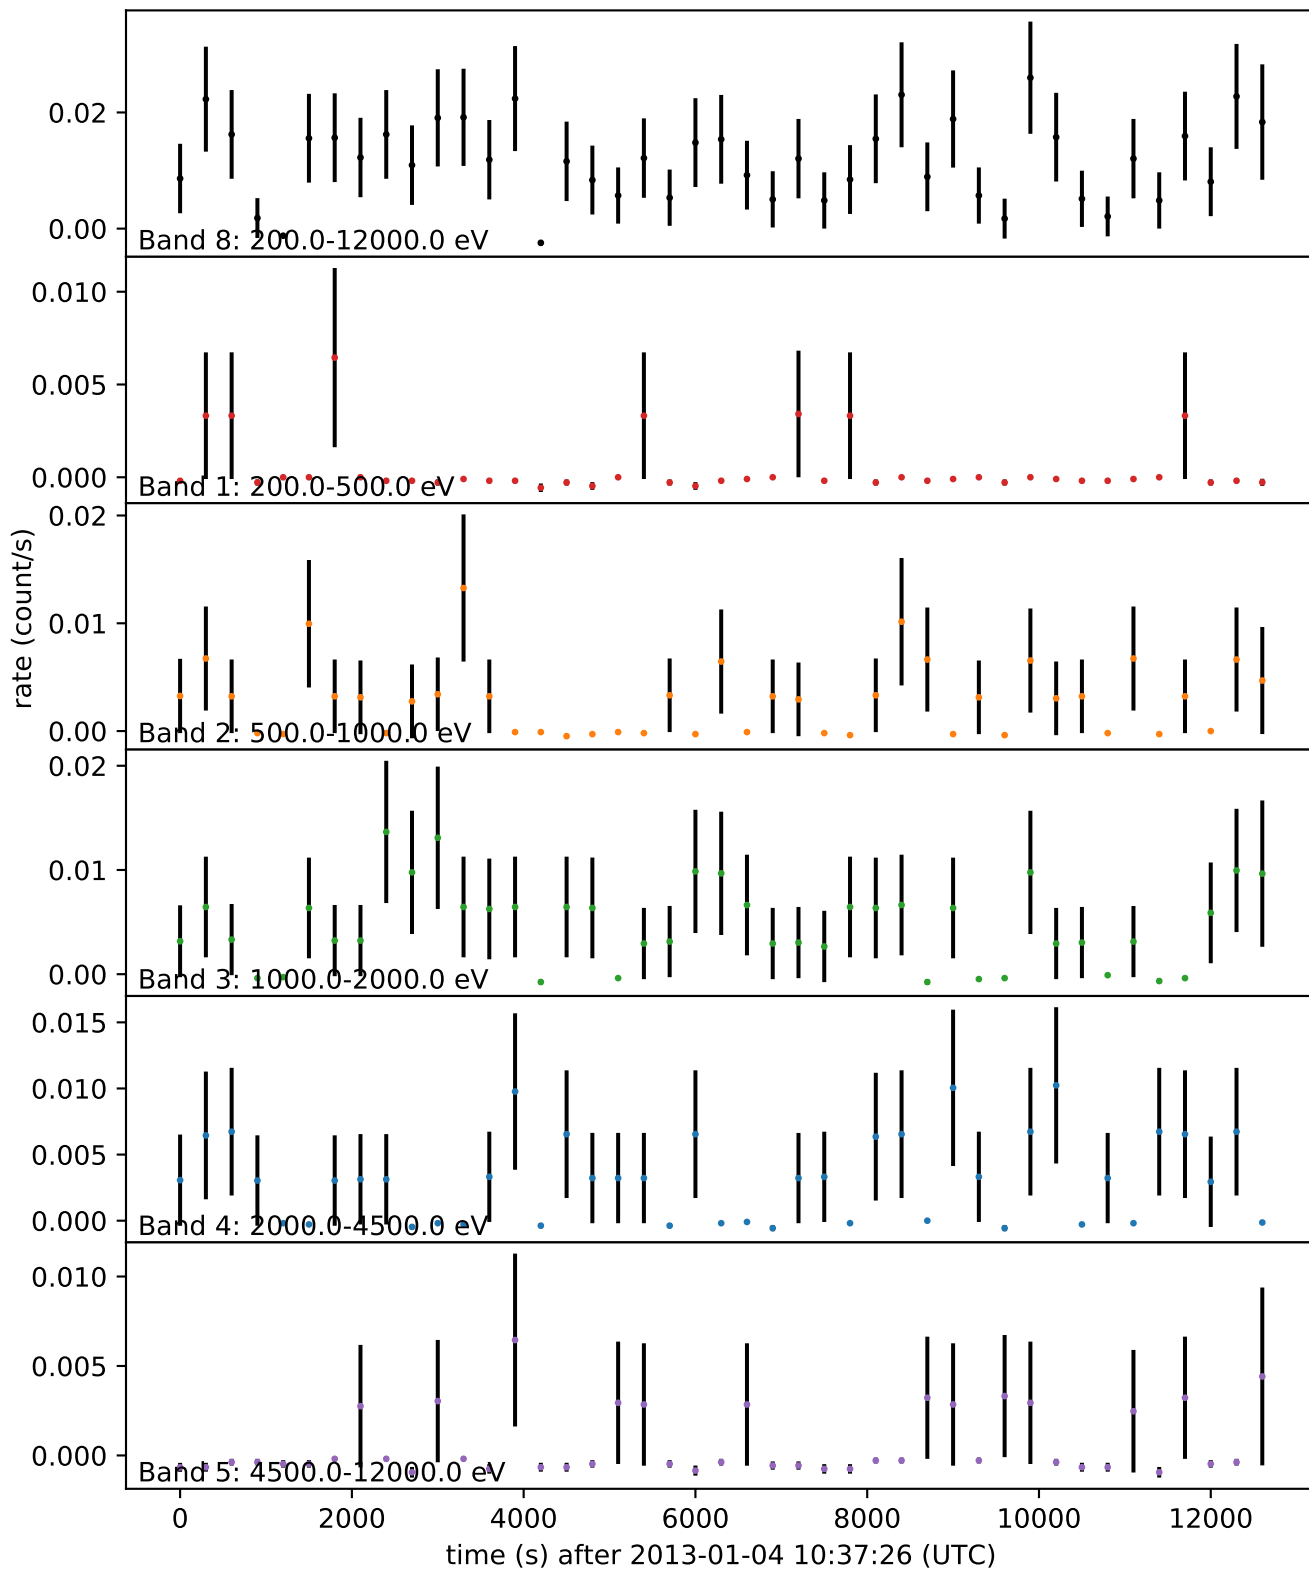 0.02
0.00
Band 8: 200.0-12000.0 eV
0.010
0.005
0.000
Band 1: 200.0-500.0 eV
0.02
0.01
0.00
Band 2: 500.0-1000.0 eV
rate (count/s)
0.02
0.01
0.00
Band 3: 1000.0-2000.0 eV
0.015
0.010
0.005
0.000
Band 4: 2000.0-4500.0 eV
0.010
0.005
0.000
Band 5: 4500.0-12000.0 eV
0 2000 4000 6000 8000 10000 12000
time (s) after 2013-01-04 10:37:26 (UTC)